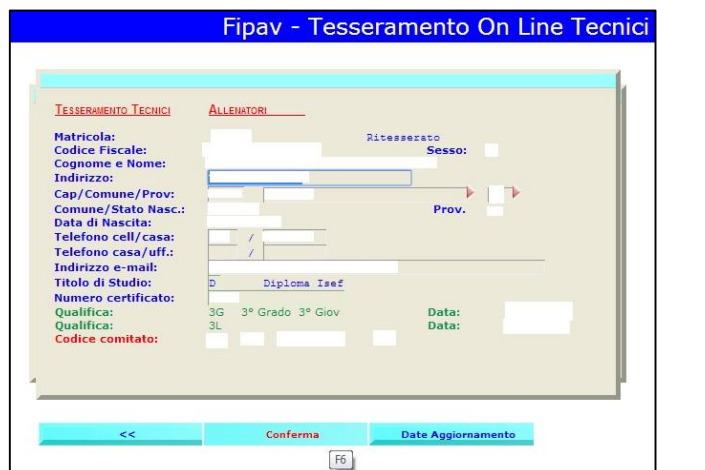 Fipav - Tesseramento On Line Tecnici
TESSERAMENTO TECNICI ALLENATORI
Matricola: Ritesserato
Codice Fiscale: Sesso:
Cognome e Nome:
Indirizzo:
Cap/Comune/Prov:
Comune/Stato Nasc.: Prov.
Data di Nascita:
Telefono cell/casa: /
Telefono casa/uff.: /
Indirizzo e-mail:
Titolo di Studio: D Diploma Isef
Numero certificato:
Qualifica: 3G 3° Grado 3° Giov Data:
Qualifica: 3L Data:
Codice comitato:
<< Conferma Date Aggiornamento
F6